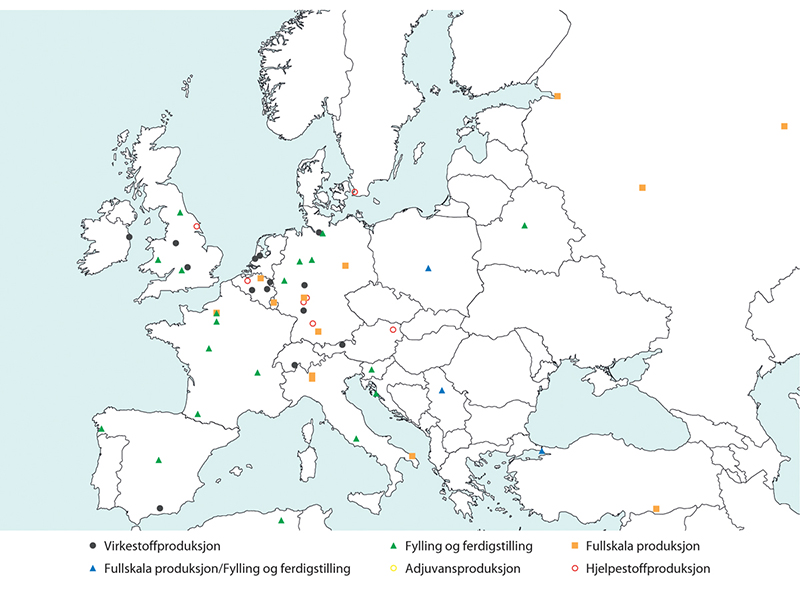 Virkestoffproduksjon
Fylling og ferdigstilling
Fullskala produksjon
Fullskala produksjon/Fylling og ferdigstilling
Adjuvansproduksjon
Hjelpestoffproduksjon